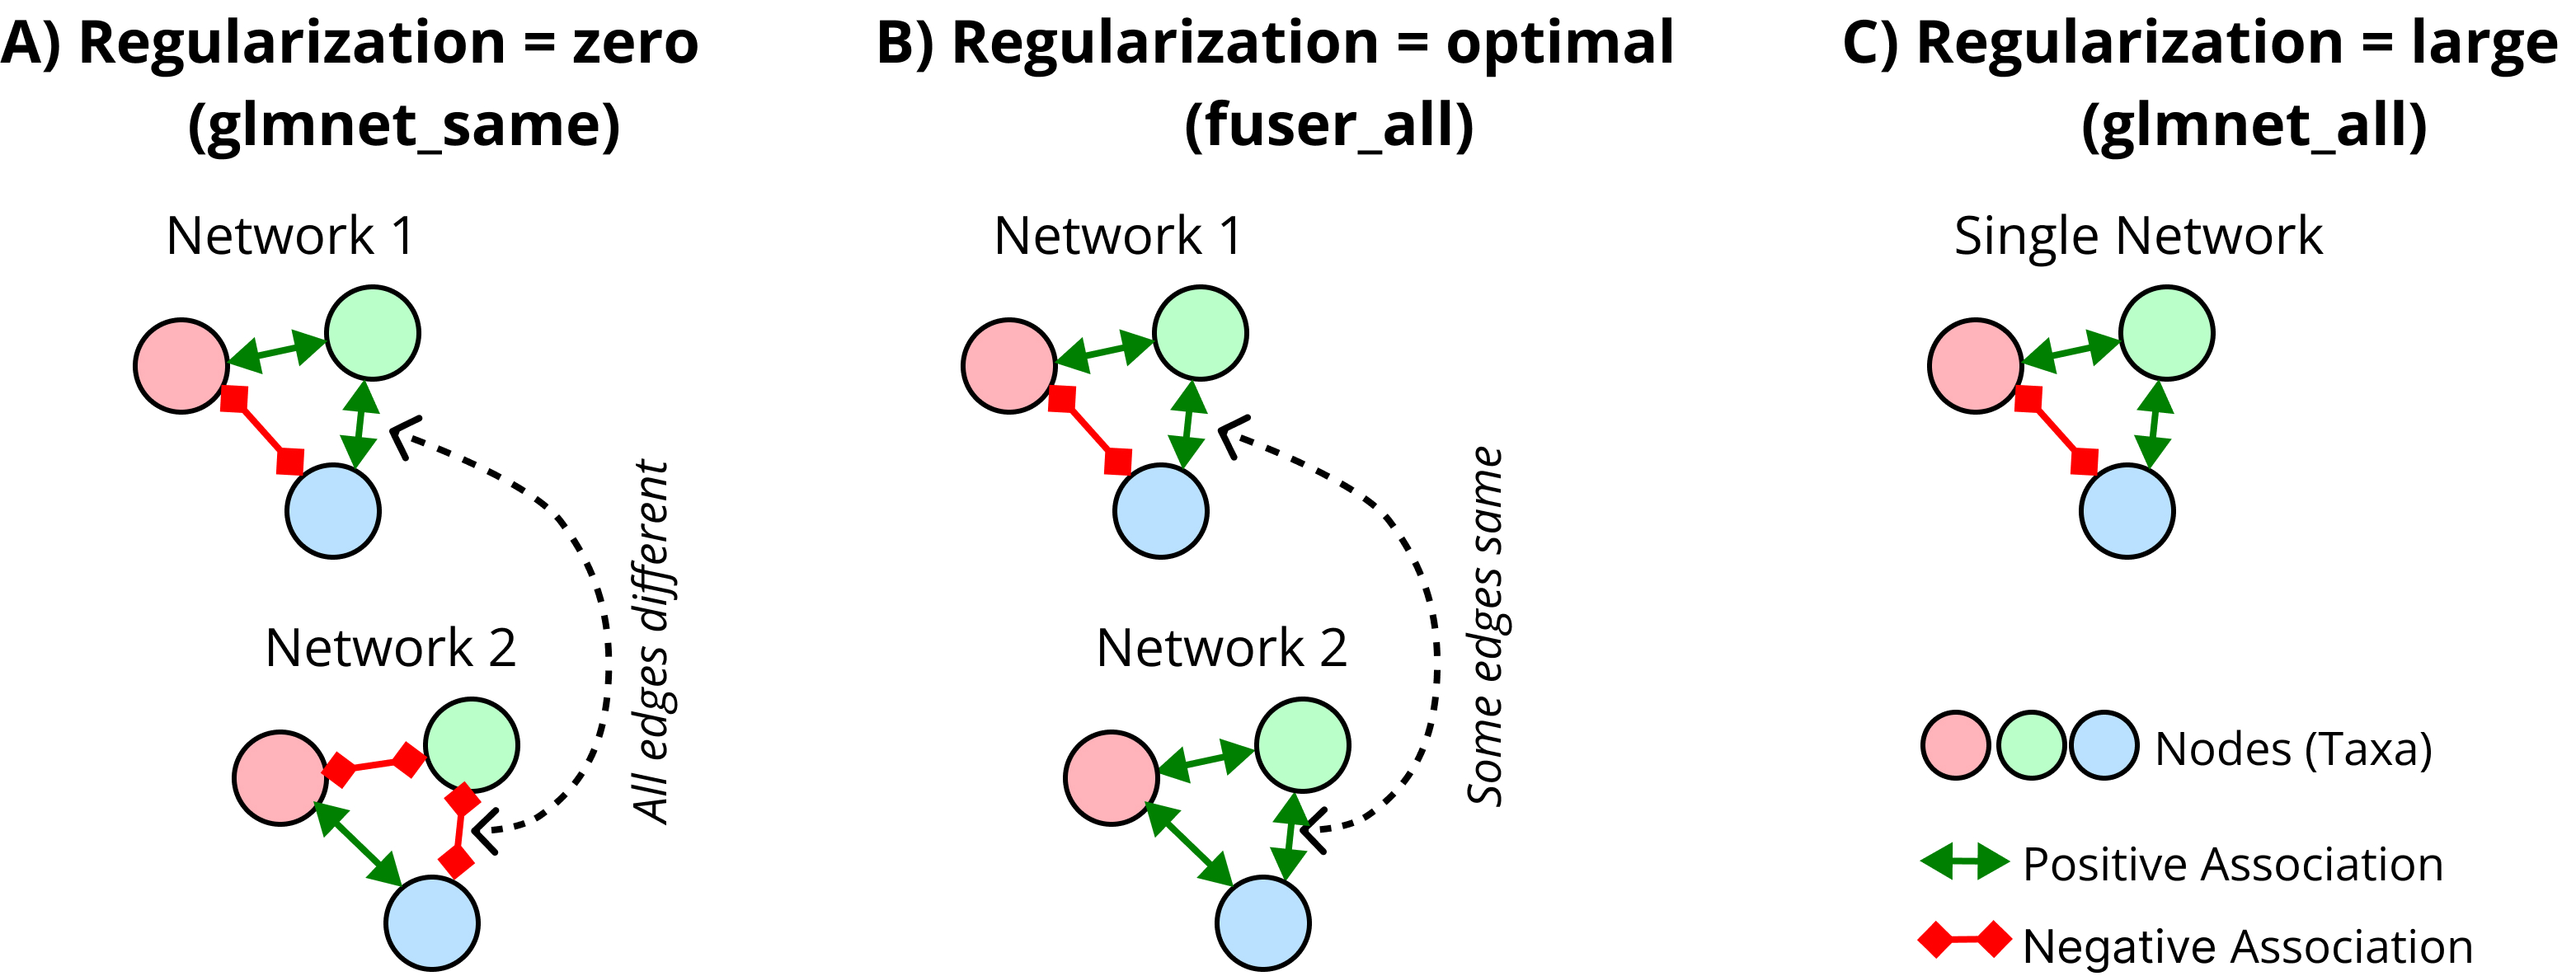 A) Regularization = zero
(glmnet_same)
Network 1
All edges different
Network 2
B) Regularization = optimal
(fuser_all)
Network 1
Some edges same
Network 2
C) Regularization = large
(glmnet_all)
Single Network
Nodes (Taxa)
Positive Association
Negative Association